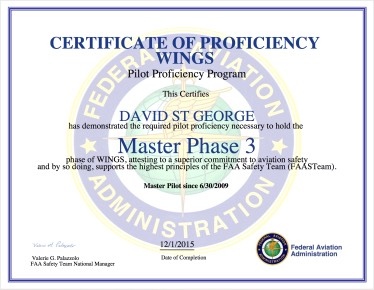 CERTIFICATE OF PROFICIENCY
WINGS
Pilot Proficiency Program
This Certifies
DAVID ST GEORGE
has demonstrated the required pilot proficiency necessary to hold the
Master Phase 3
phase of WINGS, attesting to a superior commitment to aviation safety
and by so doing, supports the highest principles of the FAA Safety Team (FAASTeam).
Master Pilot since 6/30/2009
FEDERAL AVIATION
ADMINISTRATION
Valerie G. Palazzolo
FAA Safety Team National Manager
12/1/2015
Date of Completion
Federal Aviation
Administration